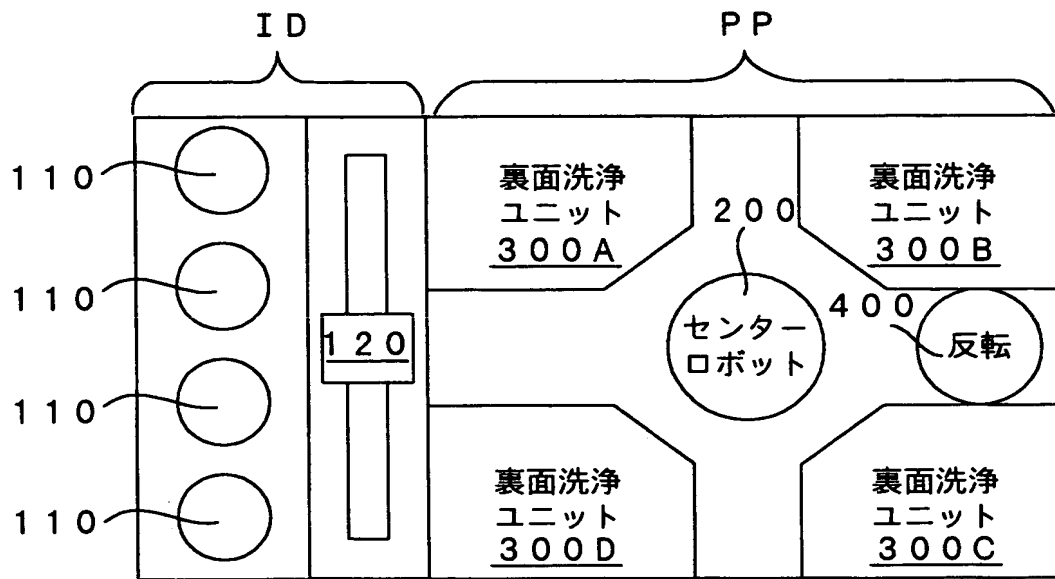 ＩＤ
ＰＰ
１１０
１１０
１１０
１１０
１２０
裏面洗浄
ユニット
３００Ａ
２００
裏面洗浄
ユニット
３００Ｂ
センター
ロボット
４００
反転
裏面洗浄
ユニット
３００Ｄ
裏面洗浄
ユニット
３００Ｃ